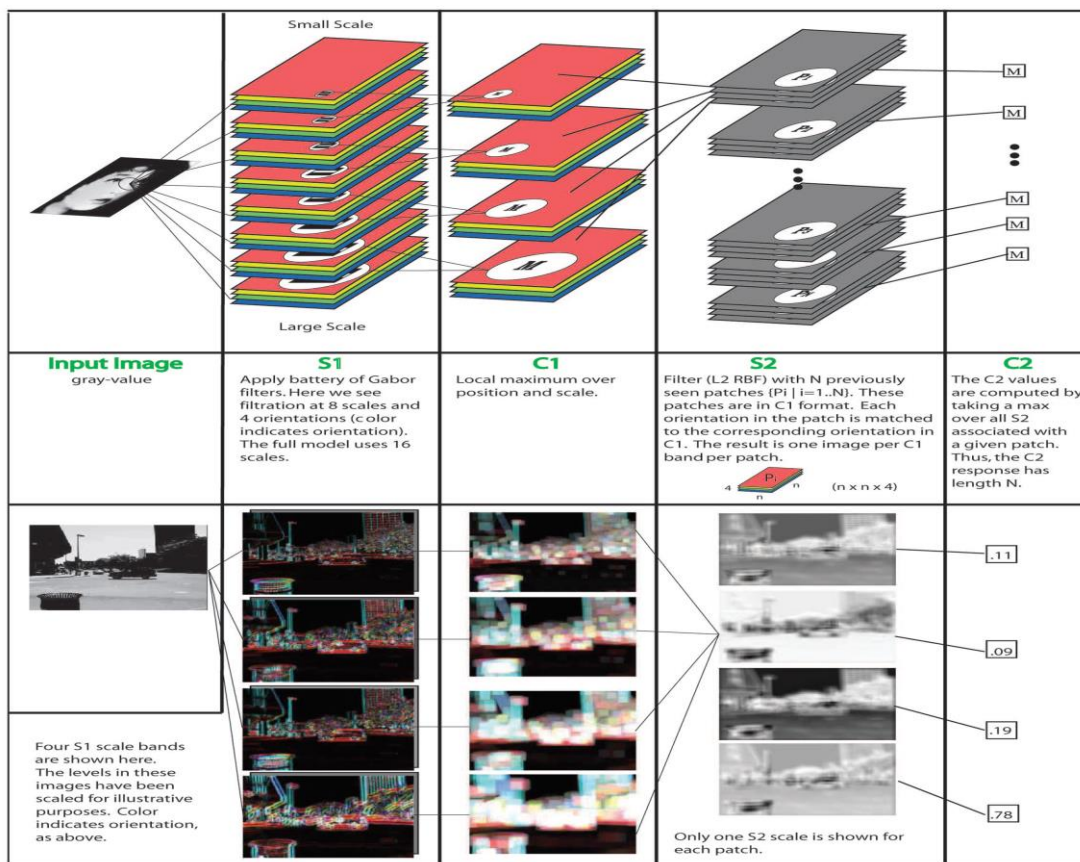 Small Scale
M
M
M
M
P1
P2
P3
M
M
M
M
M
Large Scale
Input Image
gray-value
S1
Apply battery of Gabor
filters. Here we see
filtration at 8 scales and
4 orientations (color
indicates orientation).
The full model uses 16
scales.
C1
Local maximum over
position and scale.
S2
Filter (L2 RBF) with N previously
seen patches {Pi | i=1..N}. These
patches are in C1 format. Each
orientation in the patch is matched
to the corresponding orientation in
C1. The result is one image per C1
band per patch.
Pi
4
n
n
(n x n x 4)
C2
The C2 values
are computed by
taking a max
over all S2
associated with
a given patch.
Thus, the C2
response has
length N.
.11
.09
.19
.78
Four S1 scale bands
are shown here.
The levels in these
images have been
scaled for illustrative
purposes. Color
indicates orientation,
as above.
Only one S2 scale is shown for
each patch.